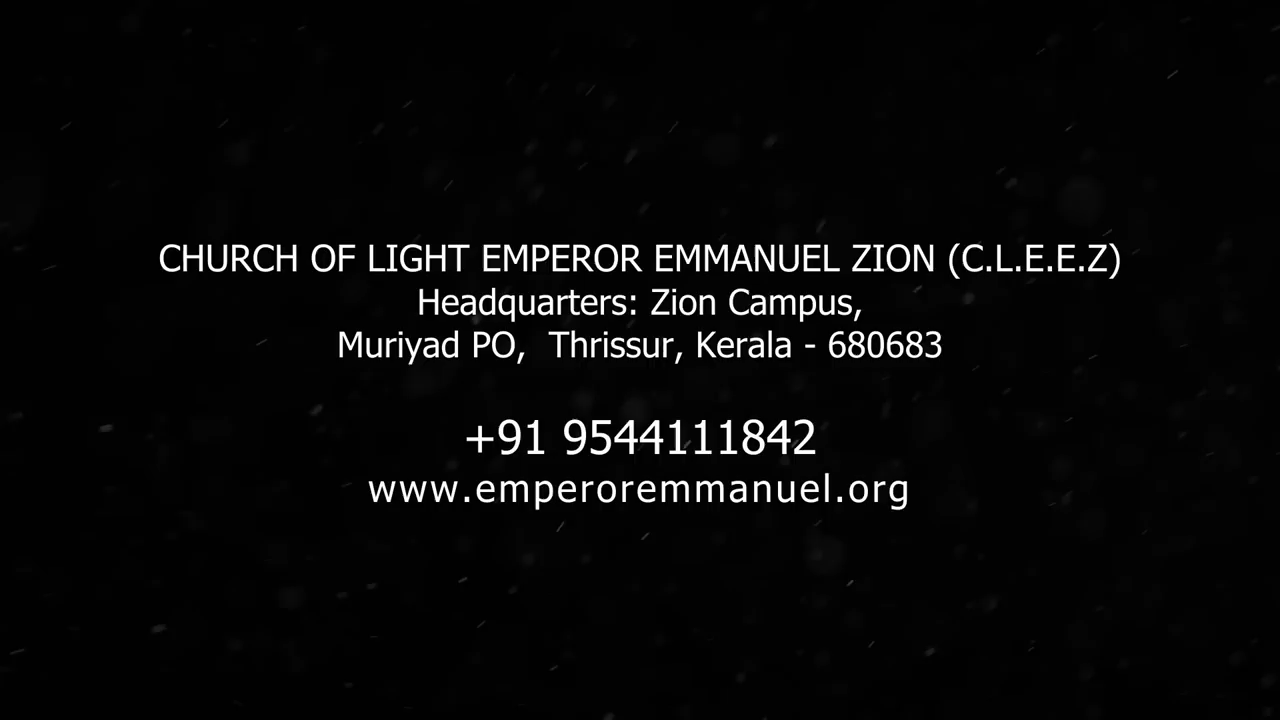 CHURCH OF LIGHT EMPEROR EMMANUEL ZION (C.L.E.E.Z)
Headquarters: Zion Campus,
Muriyad PO,  Thrissur, Kerala - 680683
+91 9544111842
www.emperoremmanuel.org